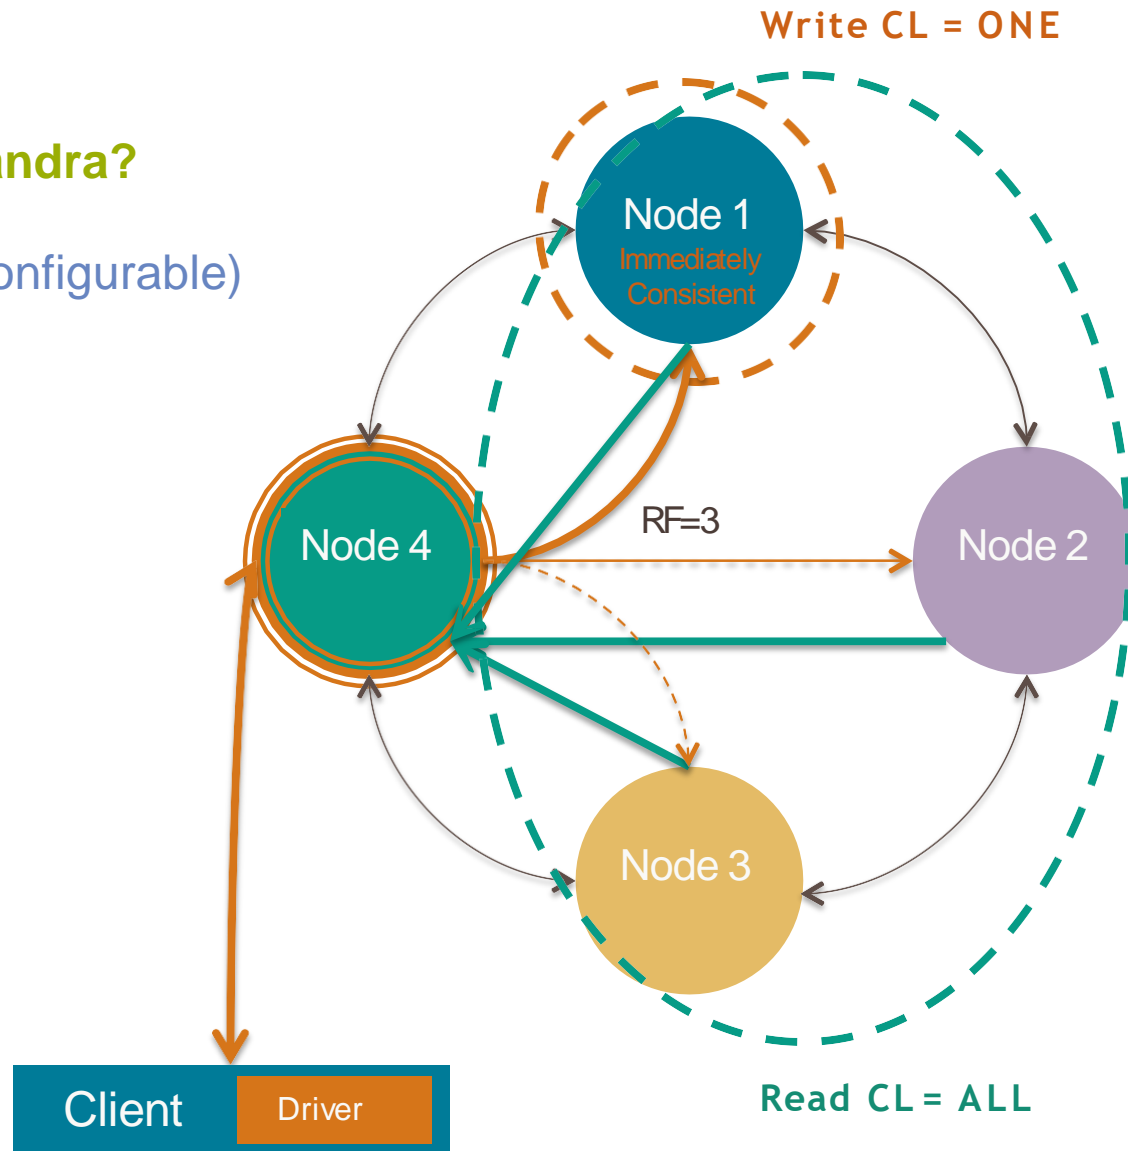 Write CL = ONE
andra?
onfigurable)
Node 1
Immediately
Consistent
RF=3
Node 4
Node 2
Node 3
Client
Driver
Read CL = ALL